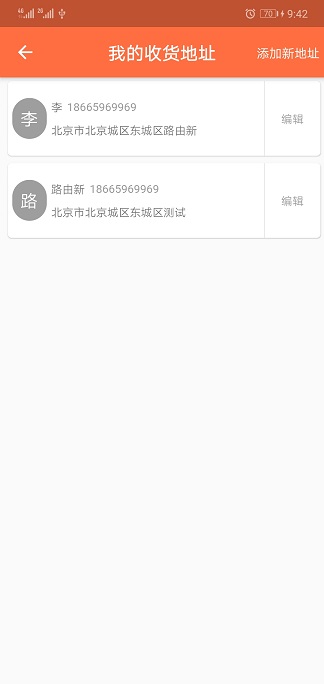 4G 2G 70 9:42
我的收货地址 添加新地址
李 李 18665969969
北京市北京城区东城区路由新
编辑
路 路由新 18665969969
北京市北京城区东城区测试
编辑